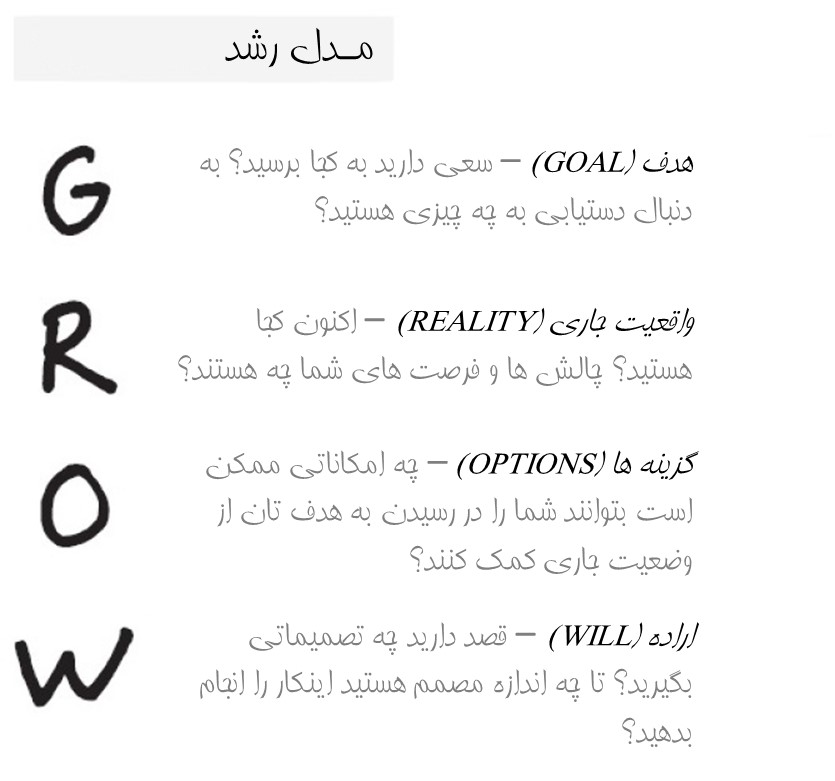 مدل رشد
G
هدف (GOAL) – سعی دارید به کجا برسید؟ به
دنبال دستیابی به چه چیزی هستید؟
R
واقعیت جاری (REALITY) – اکنون کجا
هستید؟ چالش ها و فرصت های شما چه هستند؟
O
گزینه ها (OPTIONS) – چه امکاناتی ممکن
است بتوانند شما را در رسیدن به هدف تان از
وضعیت جاری کمک کنند؟
W
اراده (WILL) – قصد دارید چه تصمیماتی
بگیرید؟ تا چه اندازه مصمم هستید اینکار را انجام
بدهید؟